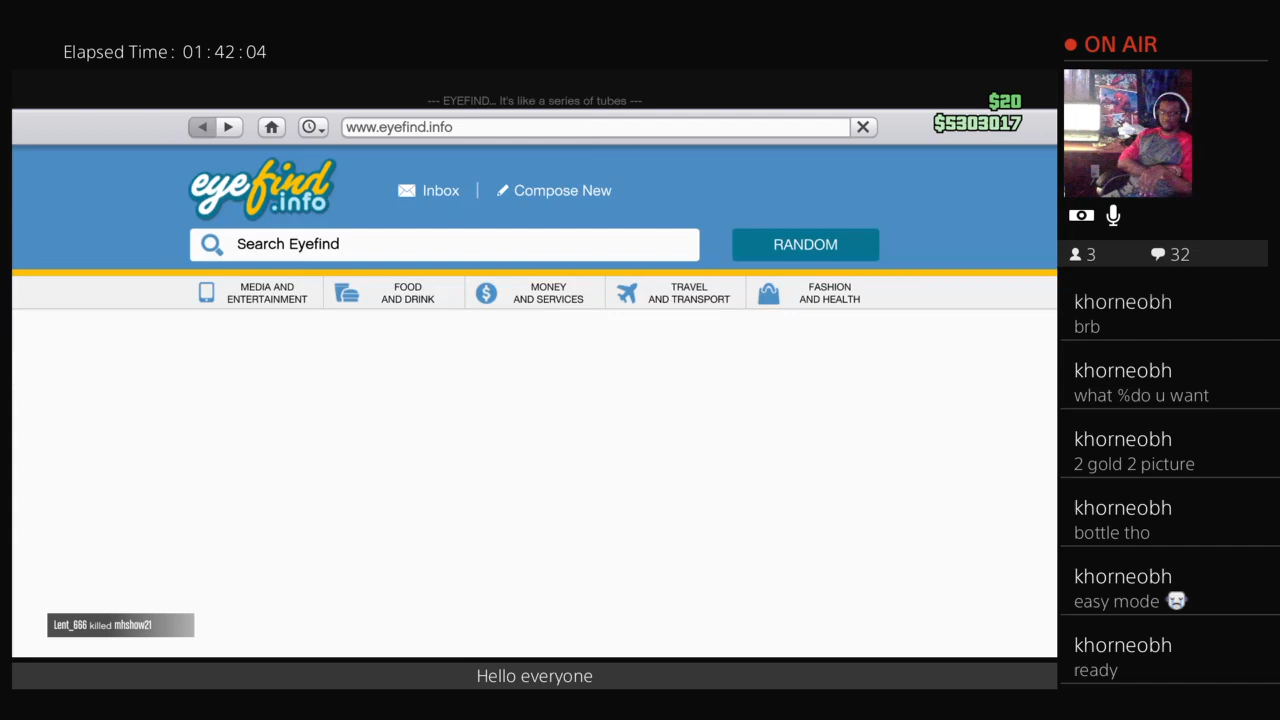 Elapsed Time: 01:42:04
ON AIR
--- EYEFIND... It's like a series of tubes ---
$20
$5303017
www.eyefind.info
eyefind.info
Inbox | Compose New
Search Eyefind
RANDOM
MEDIA AND
ENTERTAINMENT
FOOD
AND DRINK
MONEY
AND SERVICES
TRAVEL
AND TRANSPORT
FASHION
AND HEALTH
Lent_666 killed mhshow21
Hello everyone
3 32
khorneobh
brb
khorneobh
what %do u want
khorneobh
2 gold 2 picture
khorneobh
bottle tho
khorneobh
easy mode
khorneobh
ready